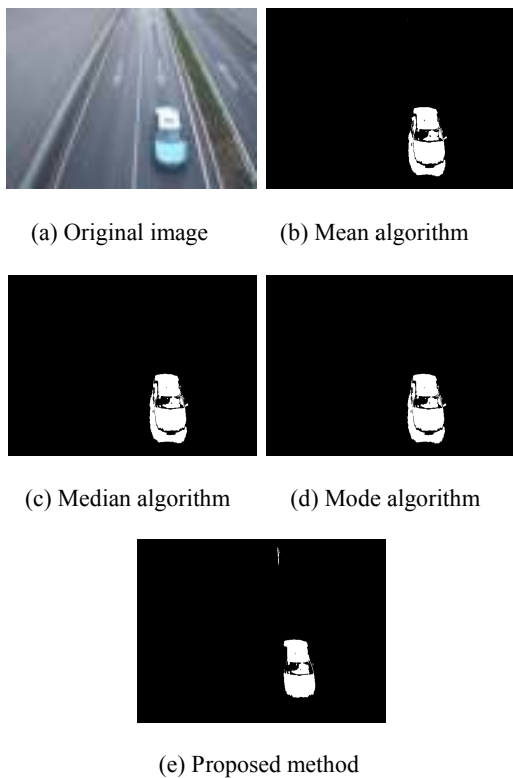 (a) Original image
(b) Mean algorithm
(c) Median algorithm
(d) Mode algorithm
(e) Proposed method